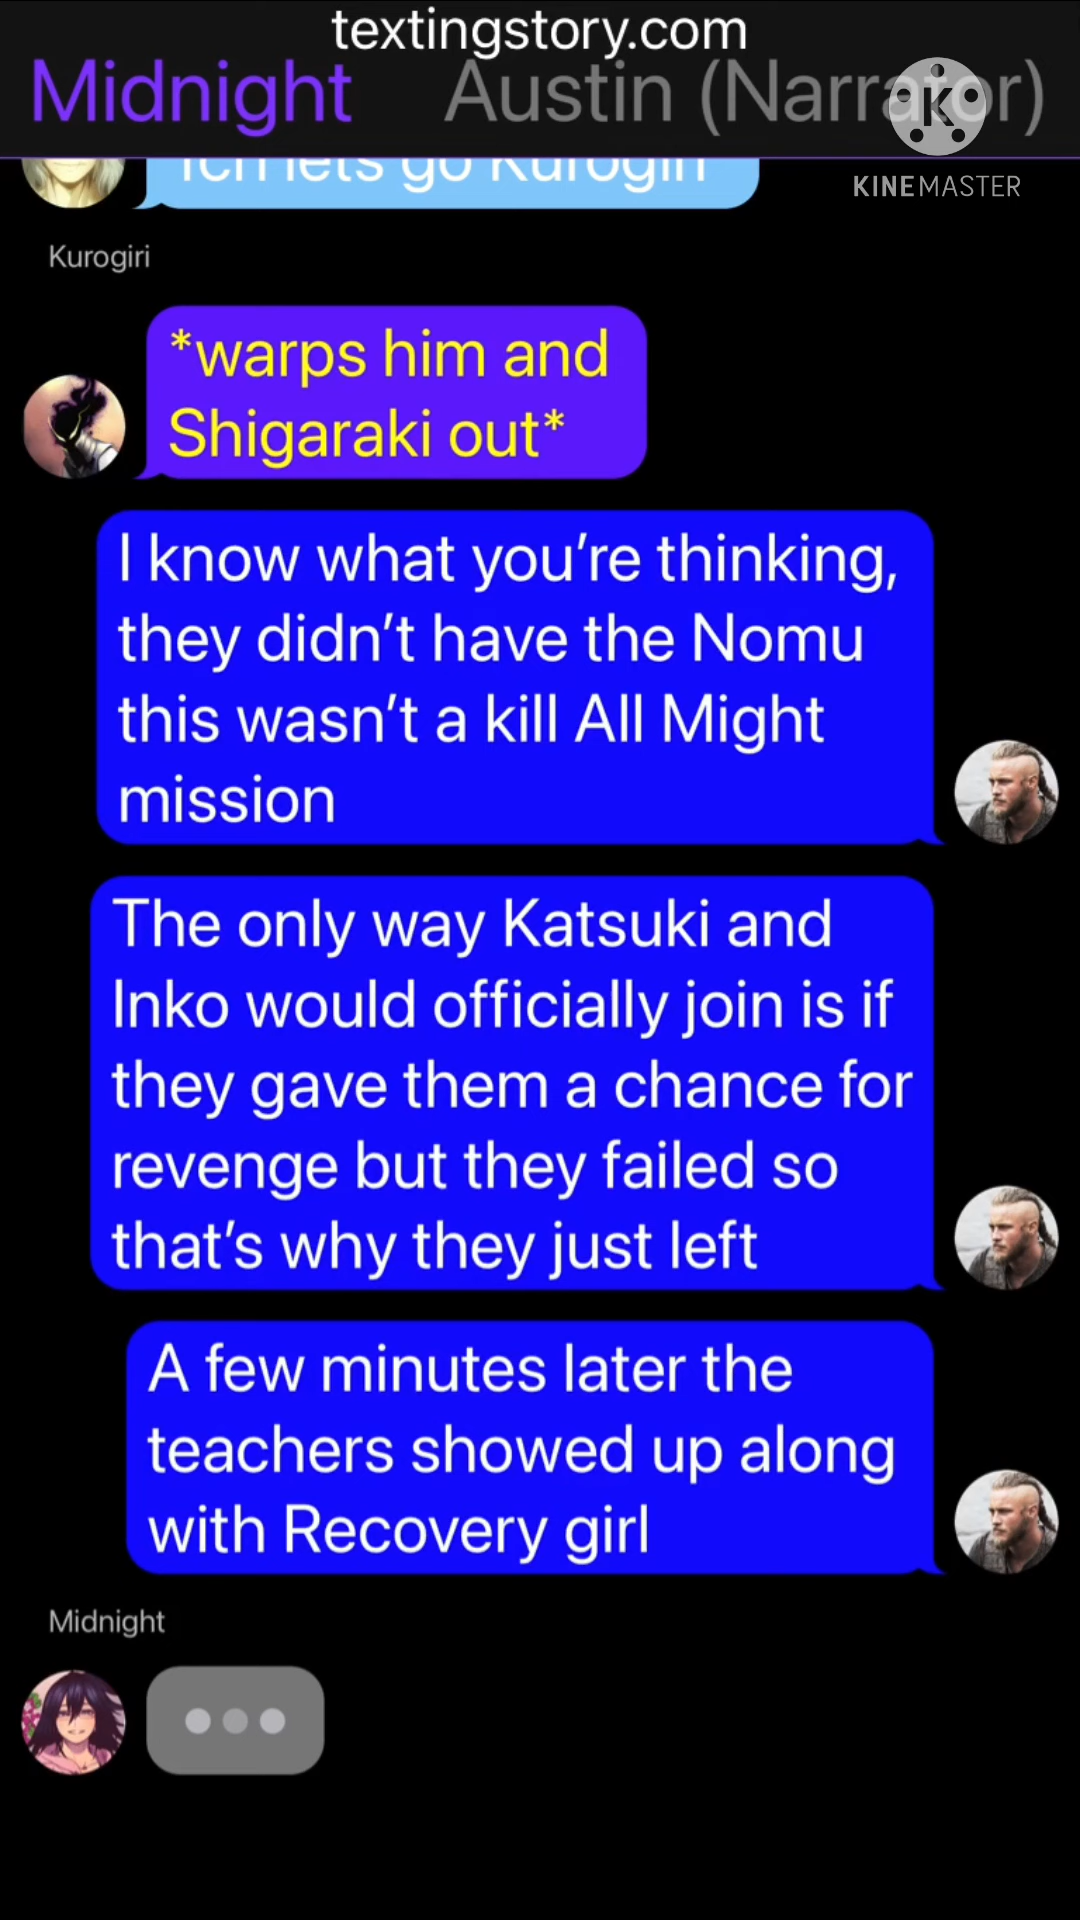 textingstory.com
Midnight Austin (Narrator)
KINEMASTER
Tch lets go Kurogiri
Kurogiri
*warps him and
Shigaraki out*
I know what you're thinking,
they didn't have the Nomu
this wasn't a kill All Might
mission
The only way Katsuki and
Inko would officially join is if
they gave them a chance for
revenge but they failed so
that's why they just left
A few minutes later the
teachers showed up along
with Recovery girl
Midnight